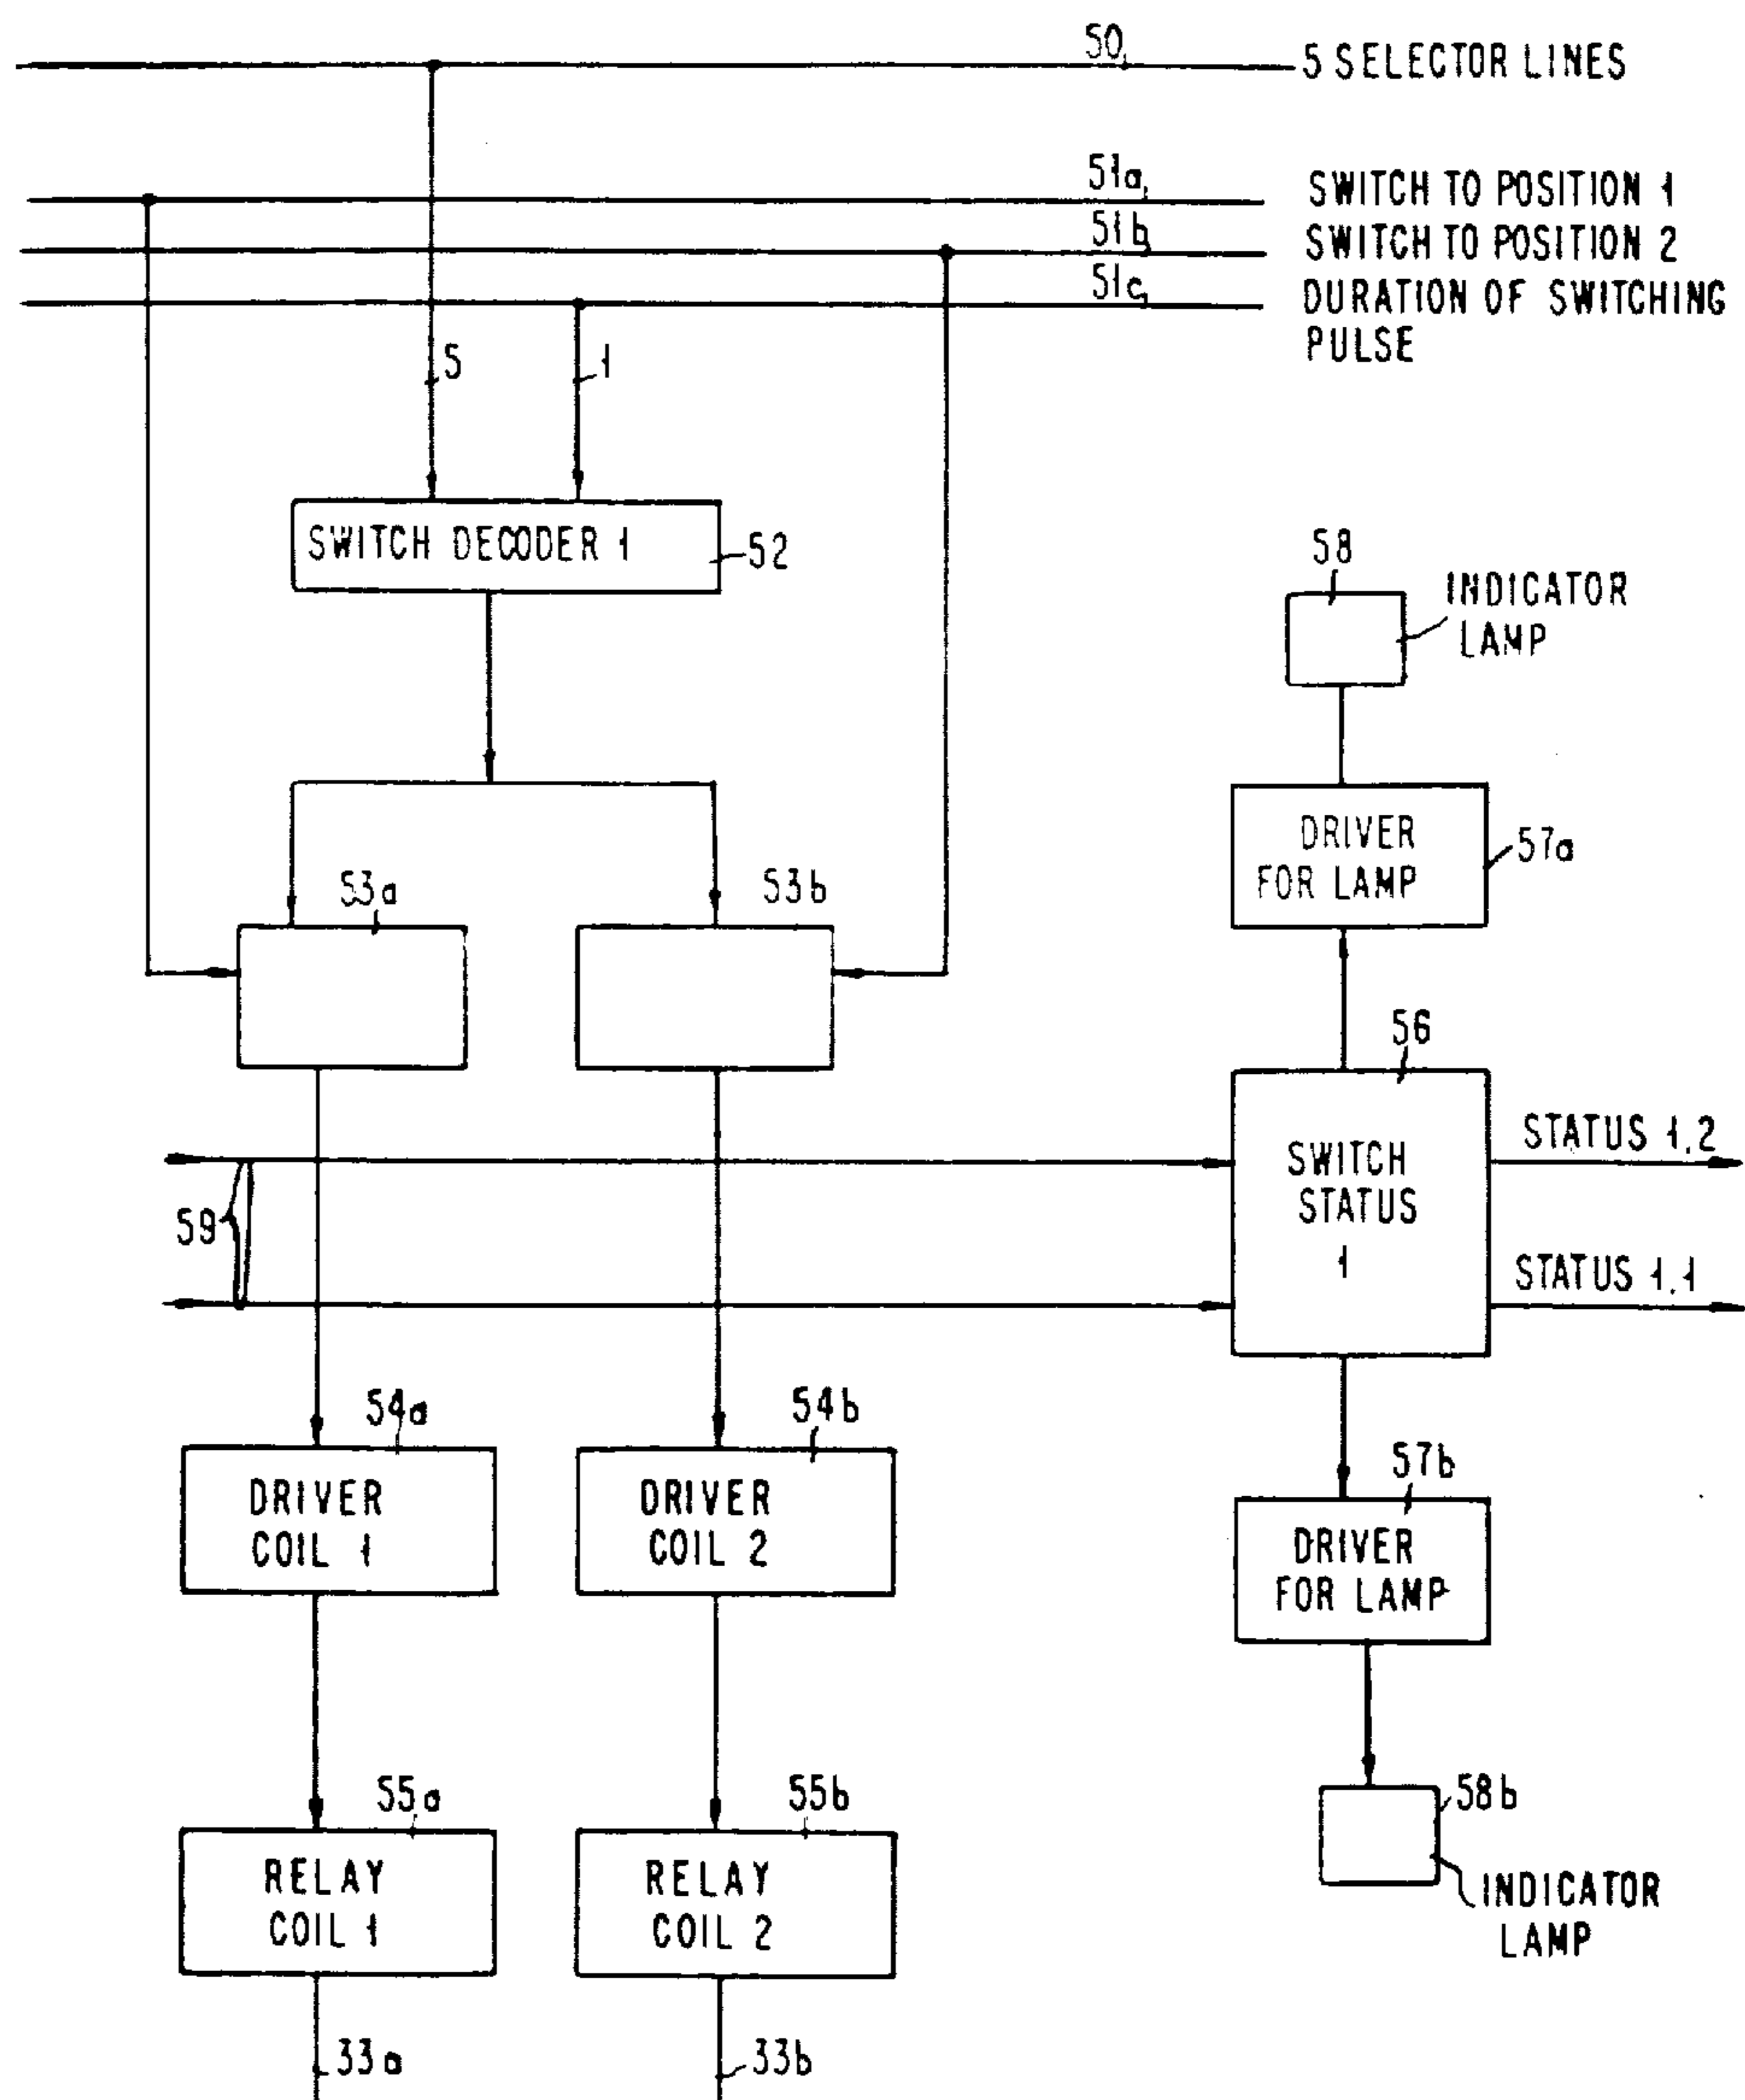 50
5 SELECTOR LINES
51a
SWITCH TO POSITION 1
51b
SWITCH TO POSITION 2
51c
DURATION OF SWITCHING
PULSE
5
1
SWITCH DECODER 1
52
58
INDICATOR
LAMP
DRIVER
FOR LAMP
57a
53a
53b
56
SWITCH
STATUS
1
STATUS 1,2
STATUS 1,1
59
54a
54b
DRIVER
COIL 1
DRIVER
COIL 2
57b
DRIVER
FOR LAMP
55a
55b
58b
RELAY
COIL 1
RELAY
COIL 2
INDICATOR
LAMP
33a
33b